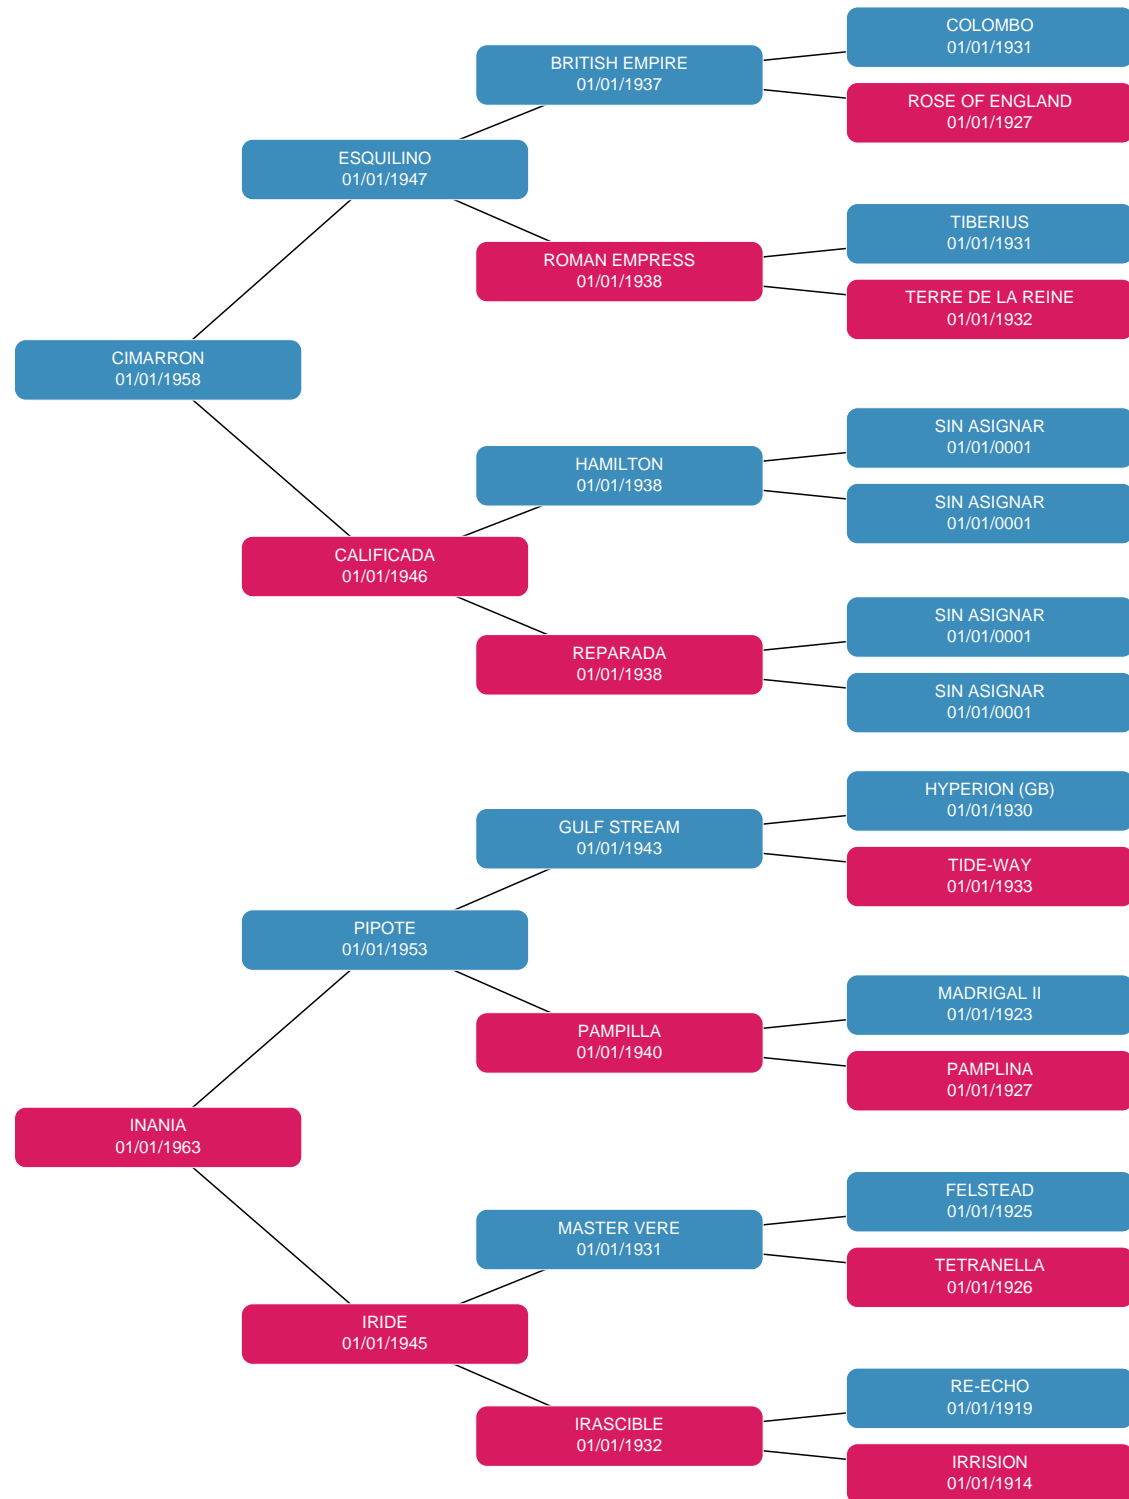 COLOMBO
01/01/1931
BRITISH EMPIRE
01/01/1937
ROSE OF ENGLAND
01/01/1927
ESQUILINO
01/01/1947
TIBERIUS
01/01/1931
ROMAN EMPRESS
01/01/1938
TERRE DE LA REINE
01/01/1932
CIMARRON
01/01/1958
SIN ASIGNAR
01/01/0001
HAMILTON
01/01/1938
SIN ASIGNAR
01/01/0001
CALIFICADA
01/01/1946
SIN ASIGNAR
01/01/0001
REPARADA
01/01/1938
SIN ASIGNAR
01/01/0001
HYPERION (GB)
01/01/1930
GULF STREAM
01/01/1943
TIDE-WAY
01/01/1933
PIPOTE
01/01/1953
MADRIGAL II
01/01/1923
PAMPILLA
01/01/1940
PAMPLINA
01/01/1927
INANIA
01/01/1963
FELSTEAD
01/01/1925
MASTER VERE
01/01/1931
TETRANELLA
01/01/1926
IRIDE
01/01/1945
RE-ECHO
01/01/1919
IRASCIBLE
01/01/1932
IRRISION
01/01/1914